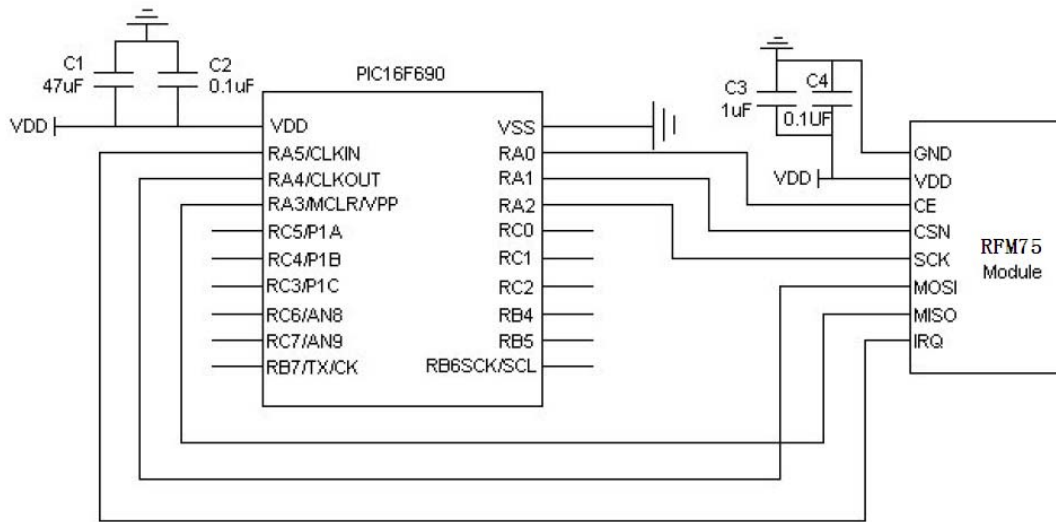 C1
47uF
C2
0.1uF
VDD
PIC16F690
VDD
RA5/CLKIN
RA4/CLKOUT
RA3/MCLR/VPP
RC5/P1A
RC4/P1B
RC3/P1C
RC6/AN8
RC7/AN9
RB7/TX/CK
VSS
RA0
RA1
RA2
RC0
RC1
RC2
RB4
RB5
RB6SCK/SCL
C3
1uF
C4
0.1UF
VDD
GND
VDD
CE
CSN
SCK
MOSI
MISO
IRQ
RFM75
Module